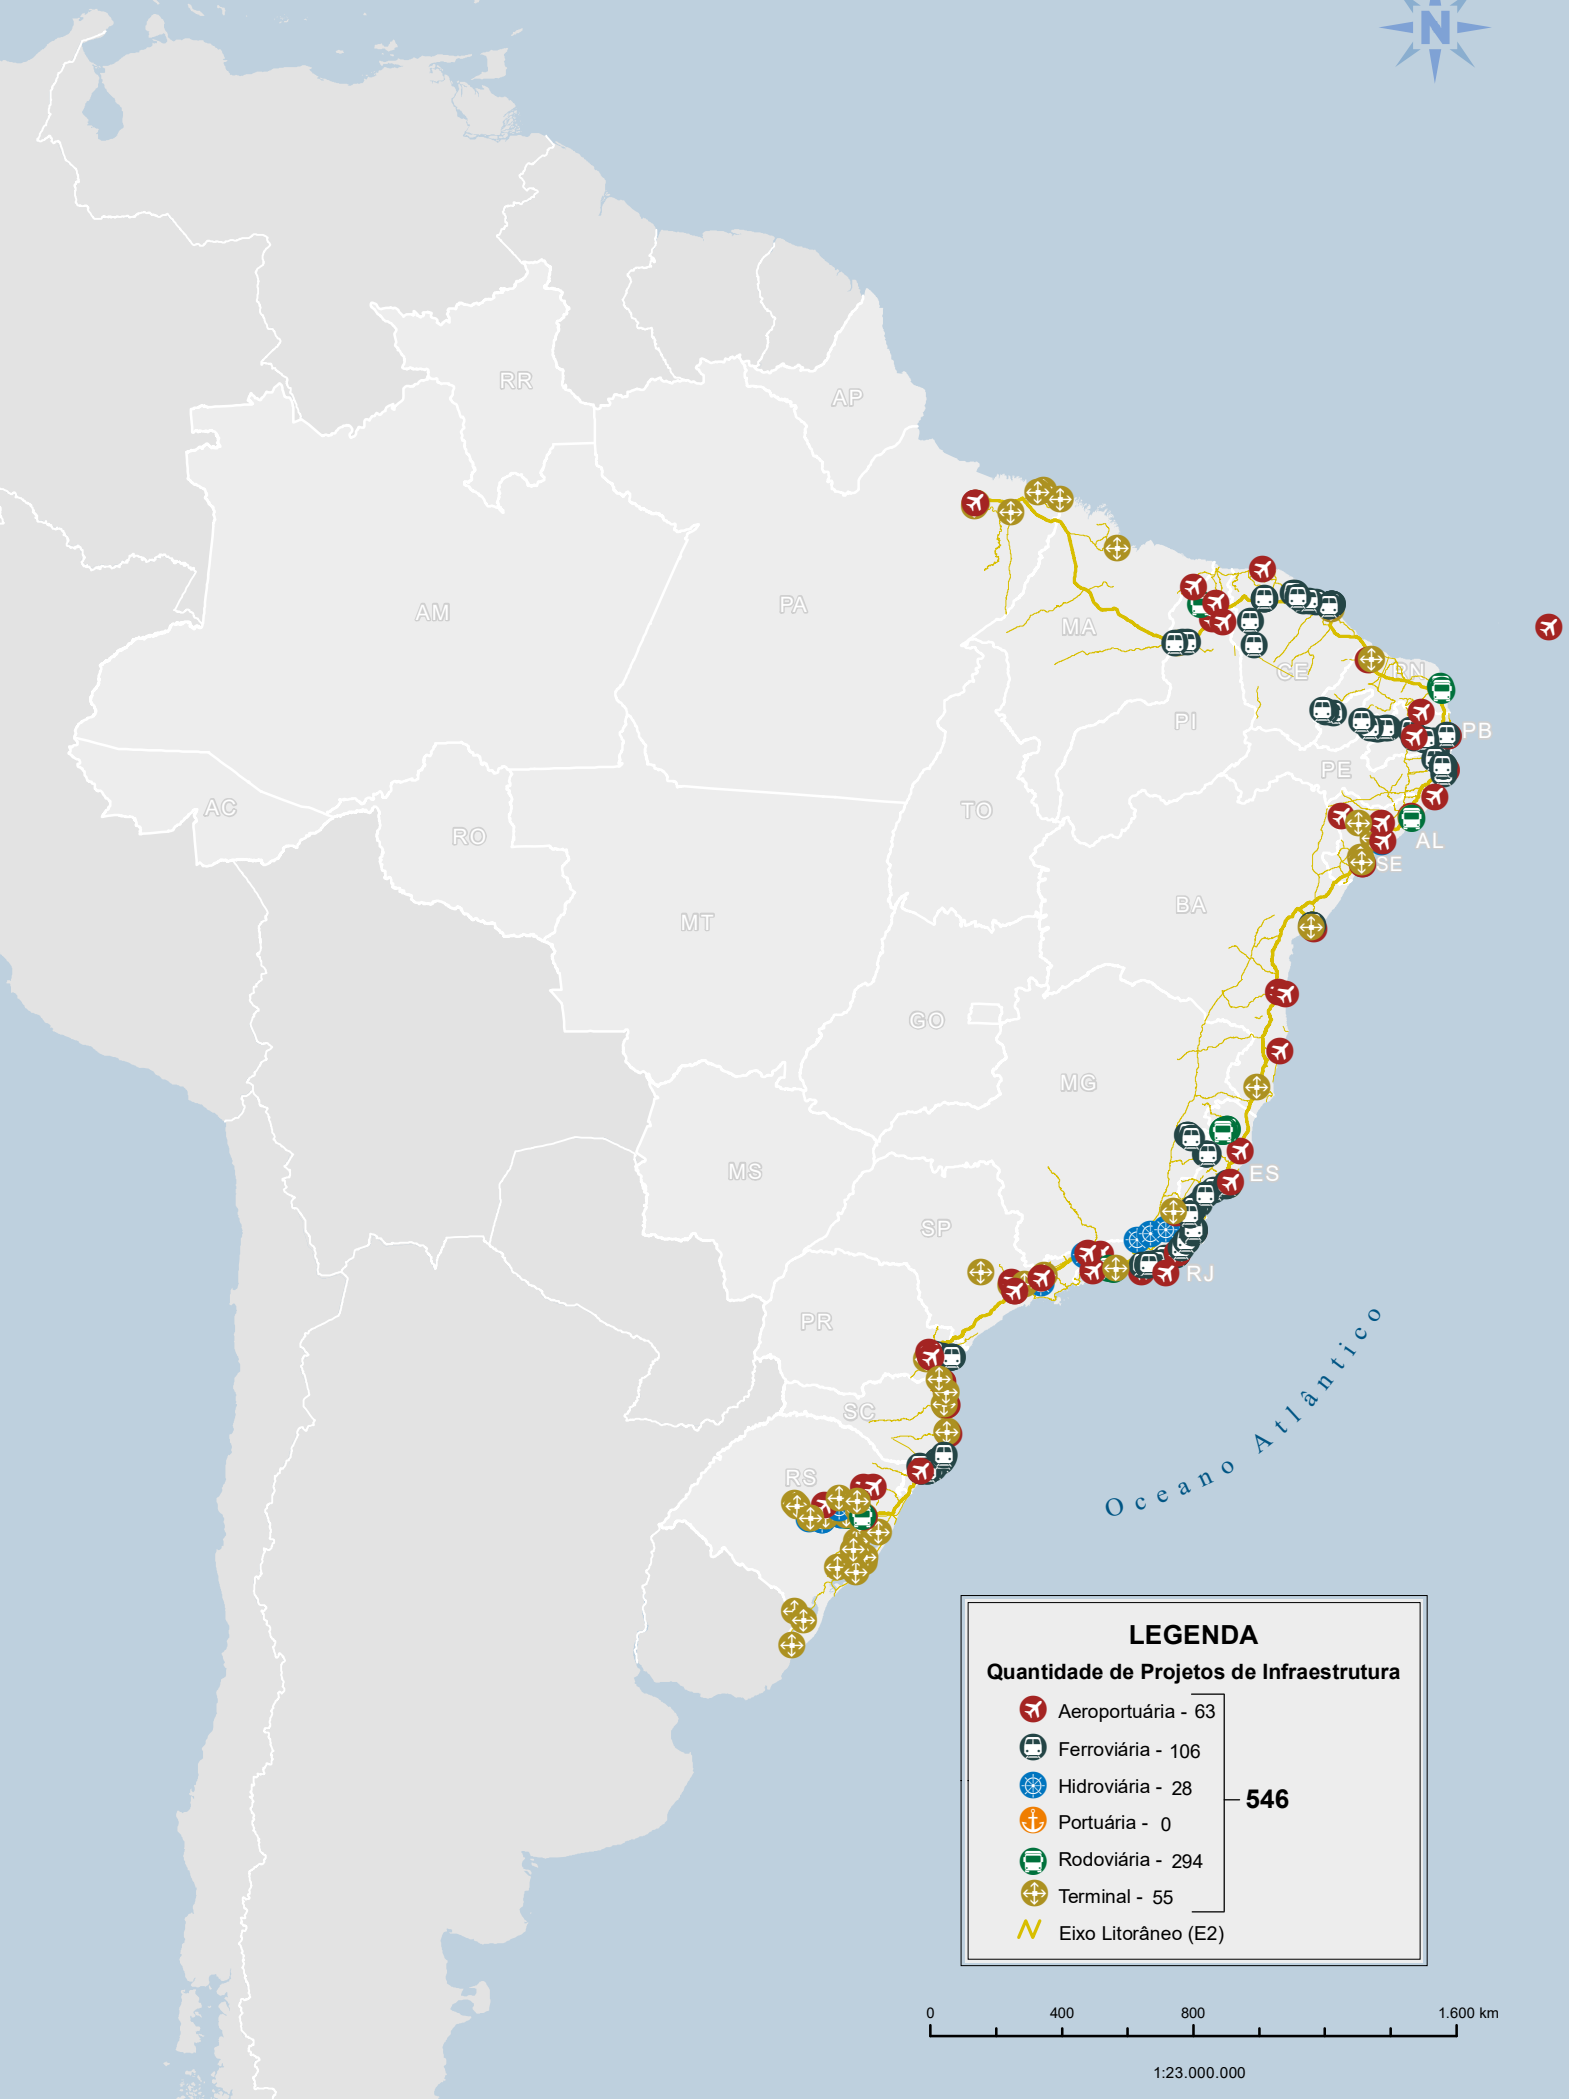 N
RR
AP
AM
PA
MA
CE
RN
PI
PB
PE
AC
TO
RO
AL
SE
BA
MT
GO
MG
MS
ES
SP
RJ
PR
SC
RS
Oceano Atlântico
LEGENDA
Quantidade de Projetos de Infraestrutura
Aeroportuária - 63
Ferroviária - 106
Hidroviária - 28
546
Portuária - 0
Rodoviária - 294
Terminal - 55
Eixo Litorâneo (E2)
0 400 800 1.600 km
1:23.000.000